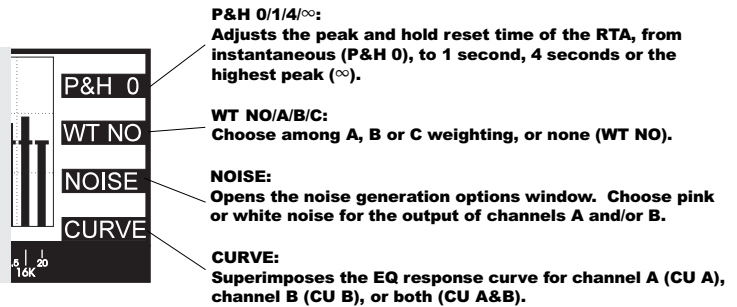 P&H 0/1/4/∞:
Adjusts the peak and hold reset time of the RTA, from
instantaneous (P&H 0), to 1 second, 4 seconds or the
highest peak (∞).
P&H 0
WT NO/A/B/C:
WT NO
Choose among A, B or C weighting, or none (WT NO).
NOISE:
NOISE
Opens the noise generation options window. Choose pink
or white noise for the output of channels A and/or B.
CURVE
CURVE:
Superimposes the EQ response curve for channel A (CU A),
channel B (CU B), or both (CU A&B).
.5 20
16K